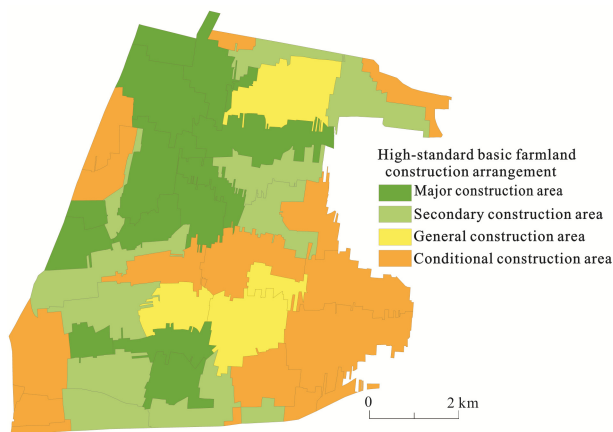 High-standard basic farmland
construction arrangement
Major construction area
Secondary construction area
General construction area
Conditional construction area
0 2 km